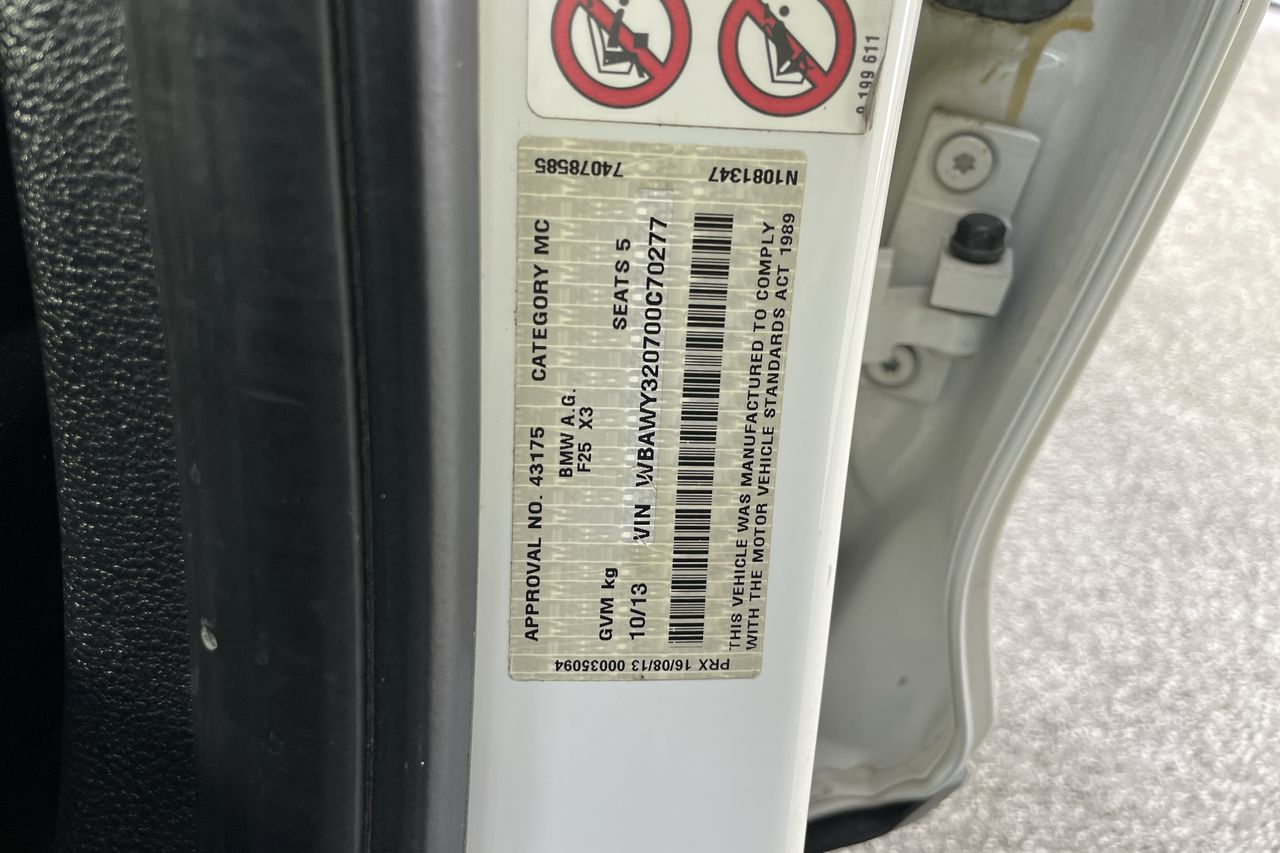 9 199 611
74078585
N1081347
APPROVAL NO. 43175 CATEGORY MC
BMW A.G.
F25 X3
GVM kg SEATS 5
10/13 VIN WBAWY320700C70277
THIS VEHICLE WAS MANUFACTURED TO COMPLY
WITH THE MOTOR VEHICLE STANDARDS ACT 1989
PRX 16/08/13 00035094